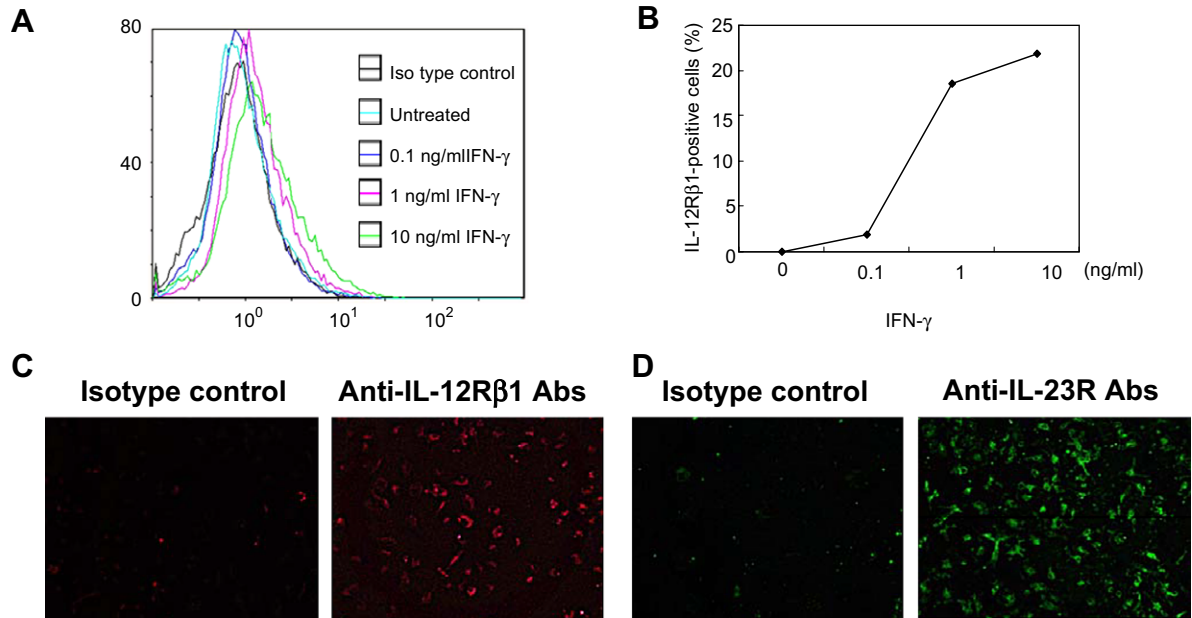 A
80
40
0
10⁰
10¹
10²
Iso type control
Untreated
0.1 ng/mlIFN-γ
1 ng/ml IFN-γ
10 ng/ml IFN-γ
B
IL-12Rβ1-positive cells (%)
25
20
15
10
5
0
0
0.1
1
10
(ng/ml)
IFN-γ
C
Isotype control
Anti-IL-12Rβ1 Abs
D
Isotype control
Anti-IL-23R Abs